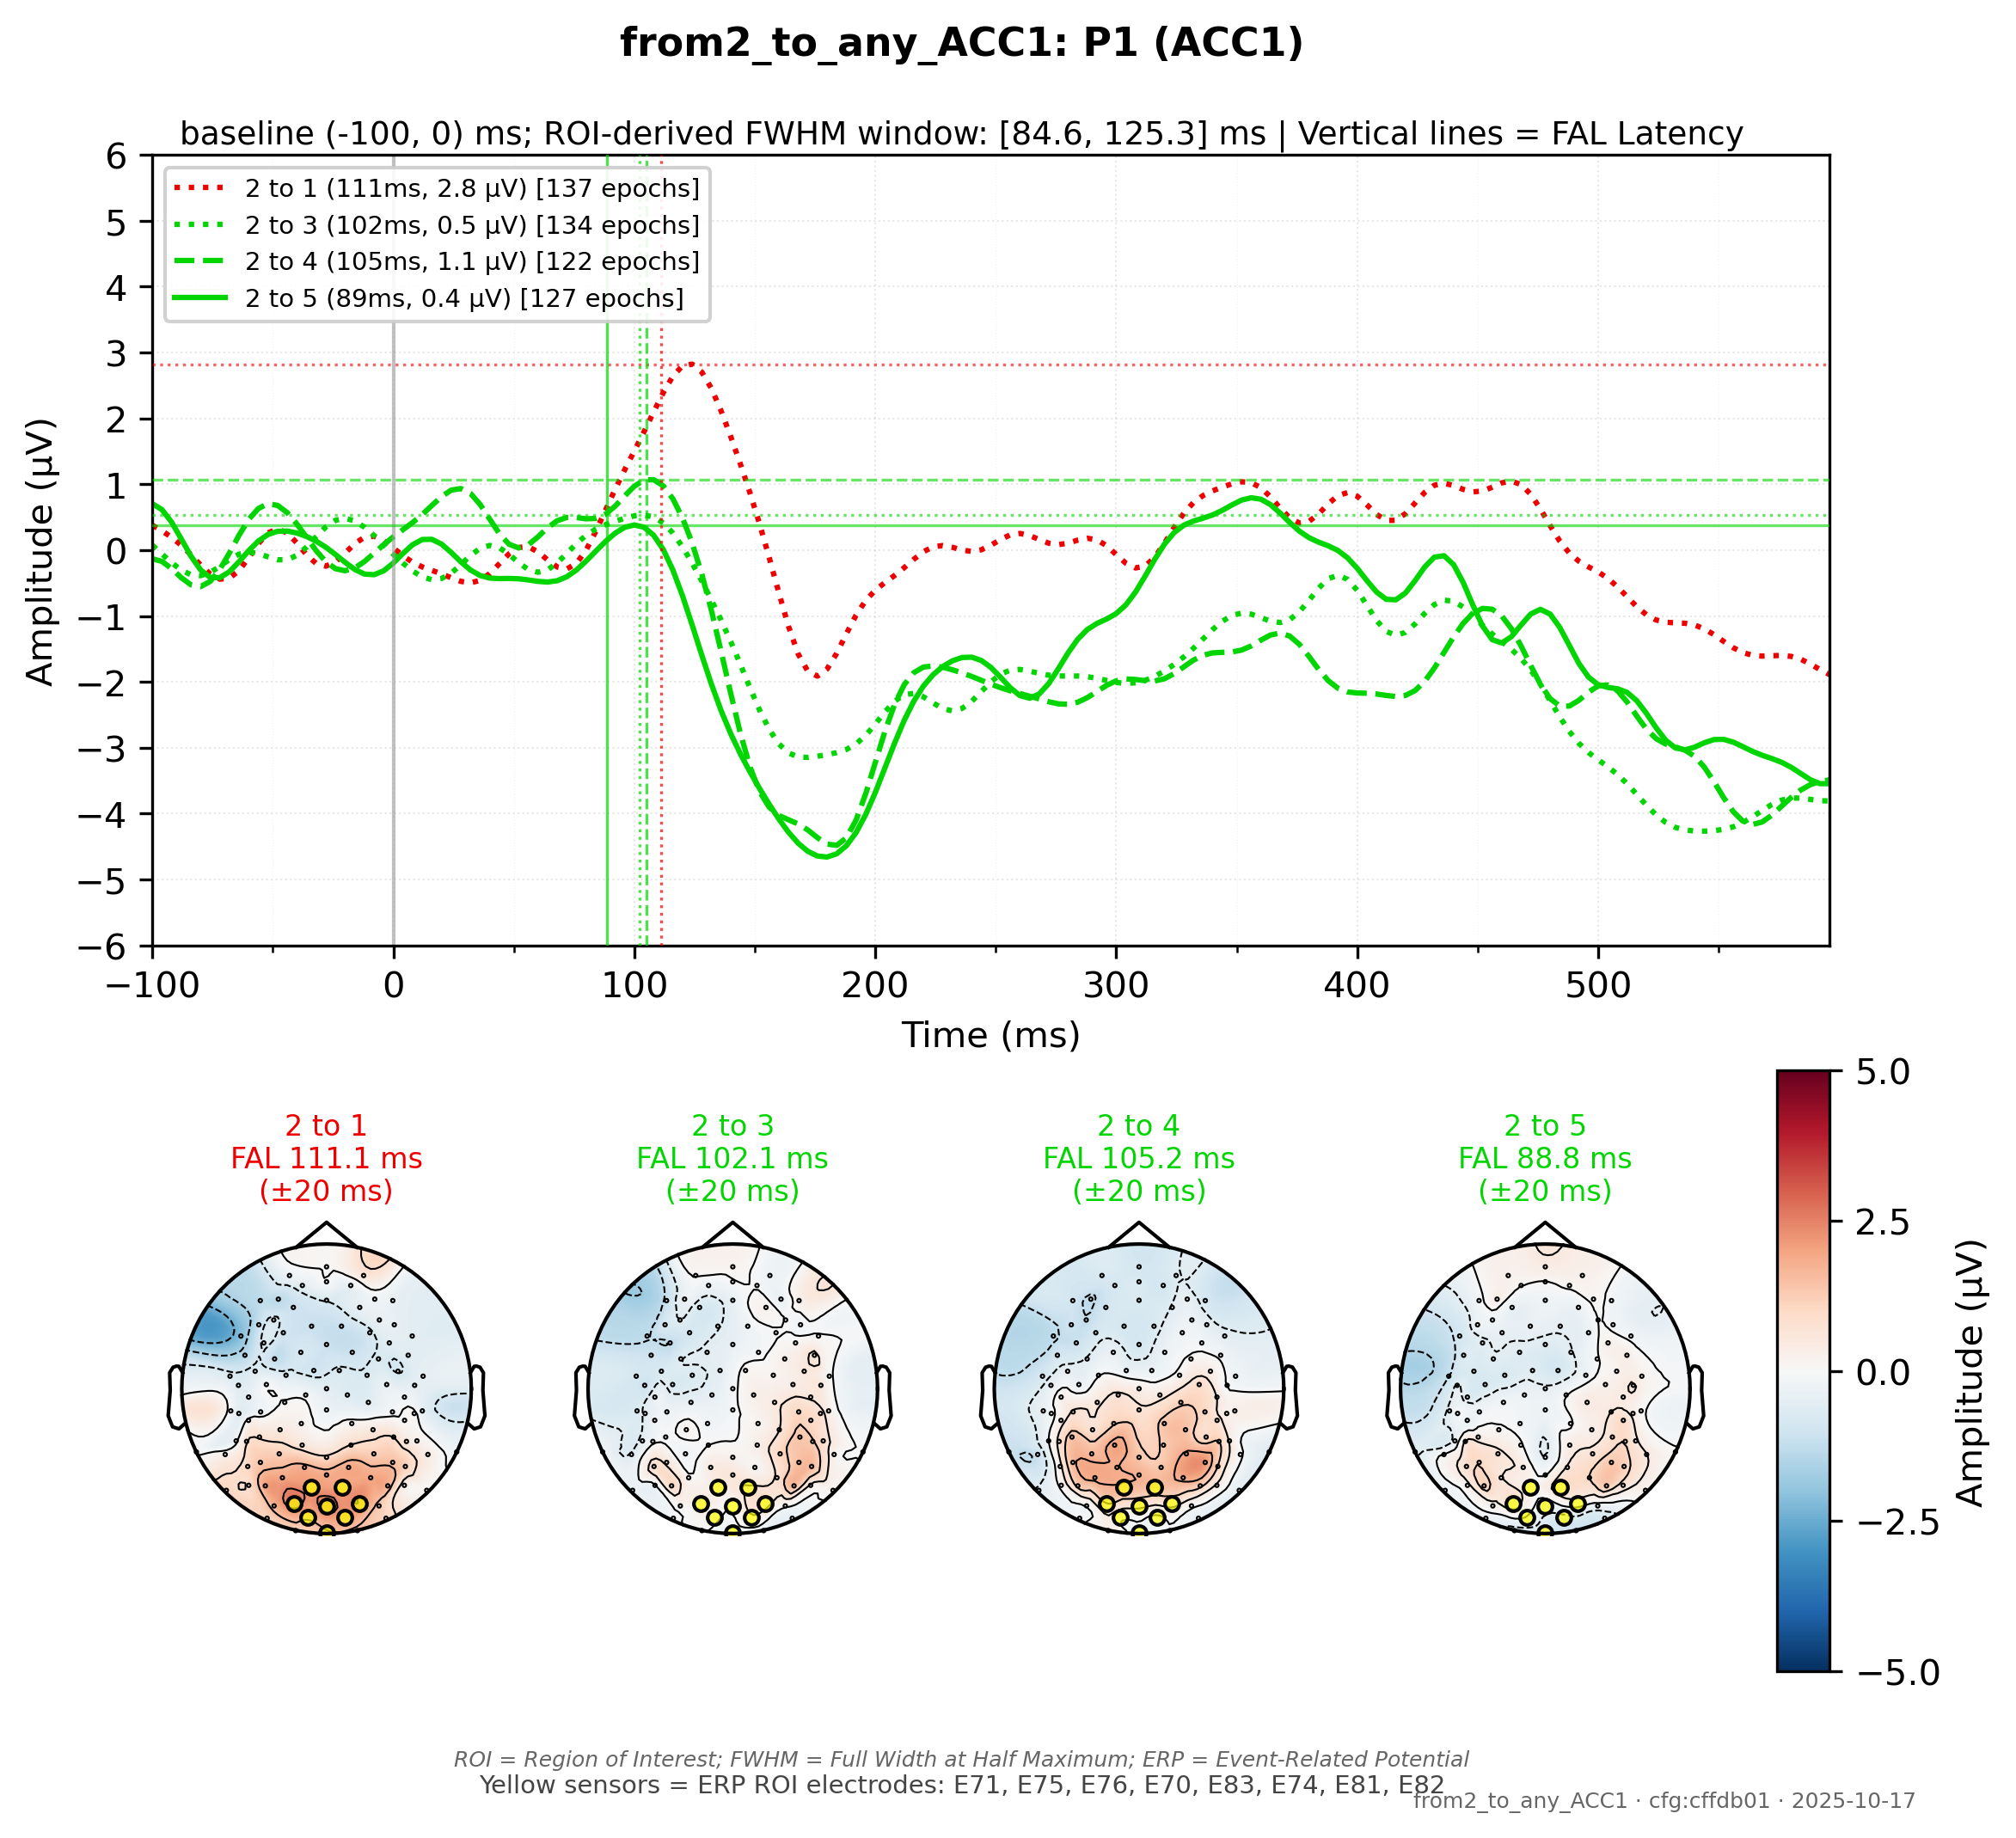 from2_to_any_ACC1: P1 (ACC1)
baseline (-100, 0) ms; ROI-derived FWHM window: [84.6, 125.3] ms | Vertical lines = FAL Latency
2 to 1 (111ms, 2.8 µV) [137 epochs]
2 to 3 (102ms, 0.5 µV) [134 epochs]
2 to 4 (105ms, 1.1 µV) [122 epochs]
2 to 5 (89ms, 0.4 µV) [127 epochs]
6
5
4
3
2
1
0
−1
−2
−3
−4
−5
−6
Amplitude (µV)
−100
0
100
200
300
400
500
Time (ms)
2 to 1
FAL 111.1 ms
(±20 ms)
2 to 3
FAL 102.1 ms
(±20 ms)
2 to 4
FAL 105.2 ms
(±20 ms)
2 to 5
FAL 88.8 ms
(±20 ms)
5.0
2.5
0.0
−2.5
−5.0
Amplitude (µV)
ROI = Region of Interest; FWHM = Full Width at Half Maximum; ERP = Event-Related Potential
Yellow sensors = ERP ROI electrodes: E71, E75, E76, E70, E83, E74, E81, E82
from2_to_any_ACC1 · cfg:cffdb01 · 2025-10-17